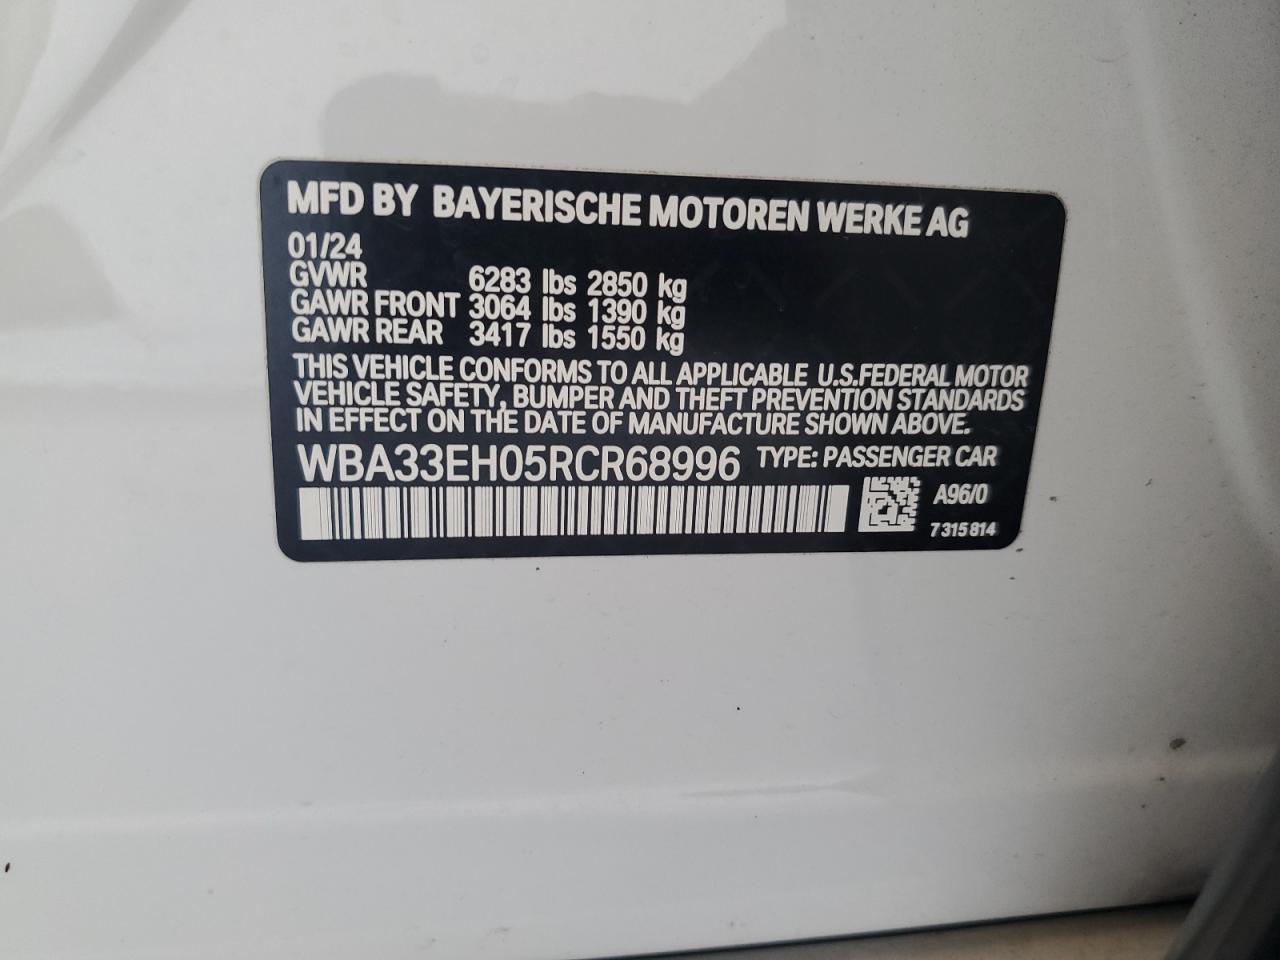 MFD BY BAYERISCHE MOTOREN WERKE AG
01/24
GVWR 6283 lbs 2850 kg
GAWR FRONT 3064 lbs 1390 kg
GAWR REAR 3417 lbs 1550 kg
THIS VEHICLE CONFORMS TO ALL APPLICABLE U.S.FEDERAL MOTOR
VEHICLE SAFETY, BUMPER AND THEFT PREVENTION STANDARDS
IN EFFECT ON THE DATE OF MANUFACTURE SHOWN ABOVE.
WBA33EH05RCR68996 TYPE: PASSENGER CAR
A96/0
7315814